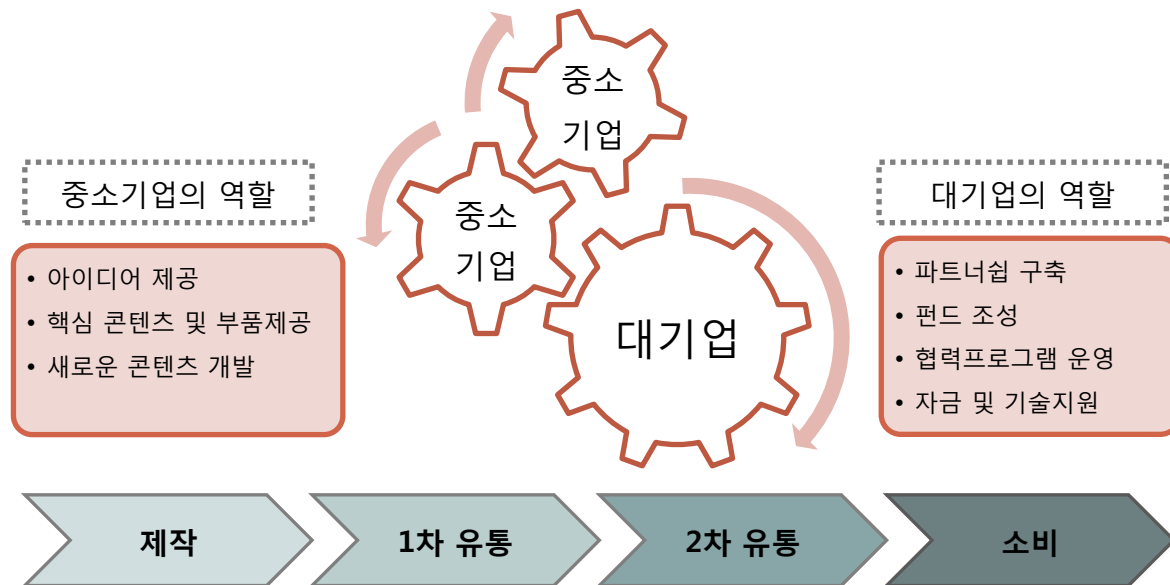 중소
기업
중소기업의 역할
중소
기업
대기업의 역할
• 아이디어 제공
• 핵심 콘텐츠 및 부품제공
• 새로운 콘텐츠 개발
대기업
• 파트너쉽 구축
• 펀드 조성
• 협력프로그램 운영
• 자금 및 기술지원
제작
1차 유통
2차 유통
소비